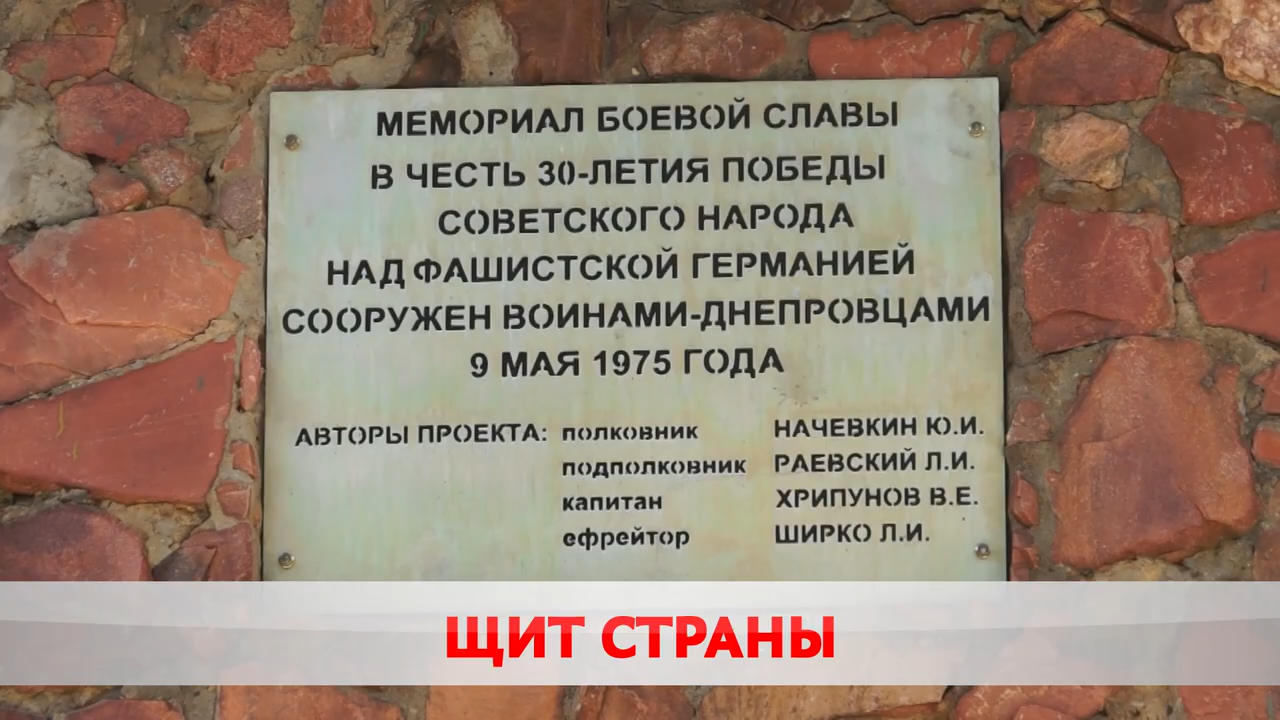 МЕМОРИАЛ БОЕВОЙ СЛАВЫ
В ЧЕСТЬ 30-ЛЕТИЯ ПОБЕДЫ
СОВЕТСКОГО НАРОДА
НАД ФАШИСТСКОЙ ГЕРМАНИЕЙ
СООРУЖЕН ВОИНАМИ-ДНЕПРОВЦАМИ
9 МАЯ 1975 ГОДА
АВТОРЫ ПРОЕКТА: полковник НАЧЕВКИН Ю.И.
подполковник РАЕВСКИЙ Л.И.
капитан ХРИПУНОВ В.Е.
ефрейтор ШИРКО Л.И.
ЩИТ СТРАНЫ